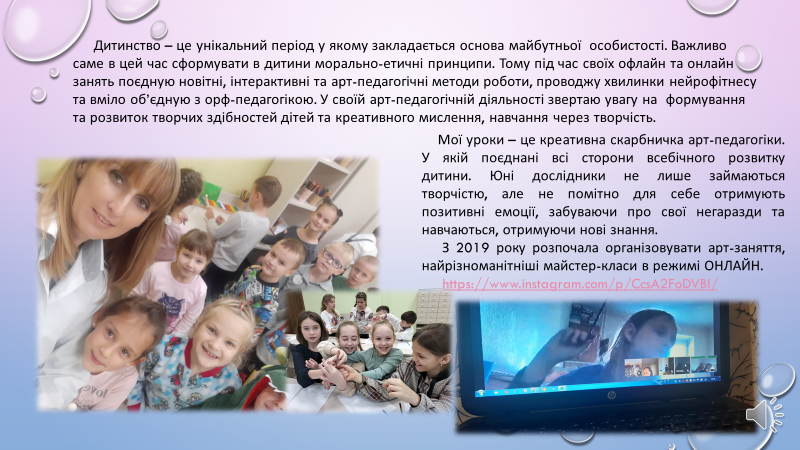 Дитинство – це унікальний період у якому закладається основа майбутньої особистості. Важливо
саме в цей час сформувати в дитини морально-етичні принципи. Тому під час своїх офлайн та онлайн
занять поєдную новітні, інтерактивні та арт-педагогічні методи роботи, проводжу хвилинки нейрофітнесу
та вміло об’єдную з орф-педагогікою. У своїй арт-педагогічній діяльності звертаю увагу на формування
та розвиток творчих здібностей дітей та креативного мислення, навчання через творчість.
Мої уроки – це креативна скарбничка арт-педагогіки.
У якій поєднані всі сторони всебічного розвитку
дитини. Юні дослідники не лише займаються
творчістю, але не помітно для себе отримують
позитивні емоції, забуваючи про свої негаразди та
навчаються, отримуючи нові знання.
З 2019 року розпочала організовувати арт-заняття,
найрізноманітніші майстер-класи в режимі ОНЛАЙН.
https://www.instagram.com/p/CcsA2FoDVBI/